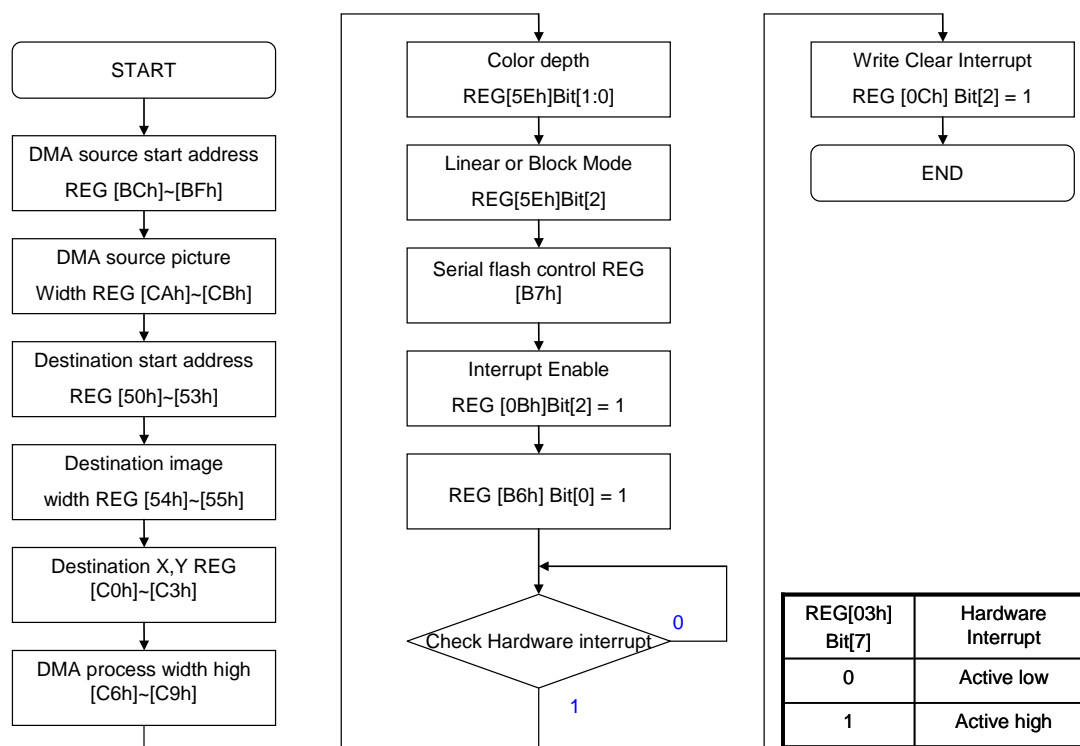 START
DMA source start address
REG [BCh]~[BFh]
DMA source picture
Width REG [CAh]~[CBh]
Destination start address
REG [50h]~[53h]
Destination image
width REG [54h]~[55h]
Destination X,Y REG
[C0h]~[C3h]
DMA process width high
[C6h]~[C9h]
Color depth
REG[5Eh]Bit[1:0]
Linear or Block Mode
REG[5Eh]Bit[2]
Serial flash control REG
[B7h]
Interrupt Enable
REG [0Bh]Bit[2] = 1
REG [B6h] Bit[0] = 1
Check Hardware interrupt
0
1
Write Clear Interrupt
REG [0Ch] Bit[2] = 1
END
REG[03h]
Bit[7]
Hardware
Interrupt
0
Active low
1
Active high